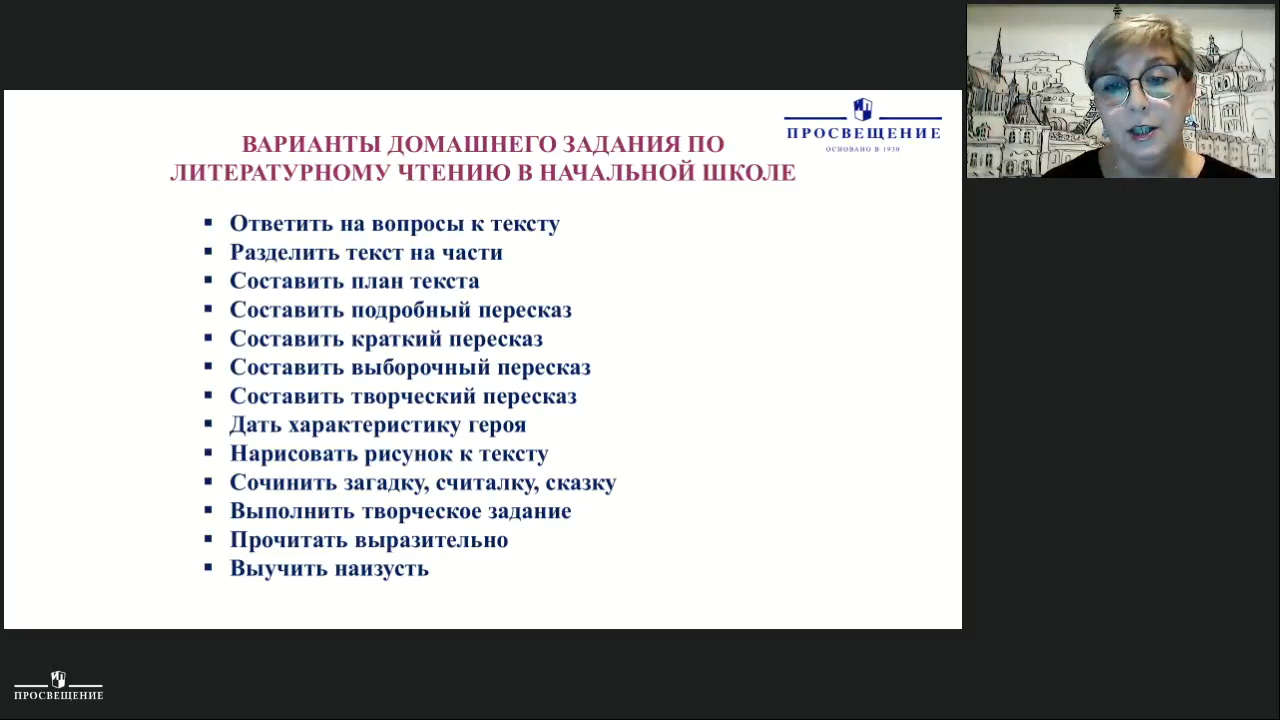 ПРОСВЕЩЕНИЕ
ОСНОВАНО В 1930
ВАРИАНТЫ ДОМАШНЕГО ЗАДАНИЯ ПО
ЛИТЕРАТУРНОМУ ЧТЕНИЮ В НАЧАЛЬНОЙ ШКОЛЕ
▪ Ответить на вопросы к тексту
▪ Разделить текст на части
▪ Составить план текста
▪ Составить подробный пересказ
▪ Составить краткий пересказ
▪ Составить выборочный пересказ
▪ Составить творческий пересказ
▪ Дать характеристику героя
▪ Нарисовать рисунок к тексту
▪ Сочинить загадку, считалку, сказку
▪ Выполнить творческое задание
▪ Прочитать выразительно
▪ Выучить наизусть
ПРОСВЕЩЕНИЕ